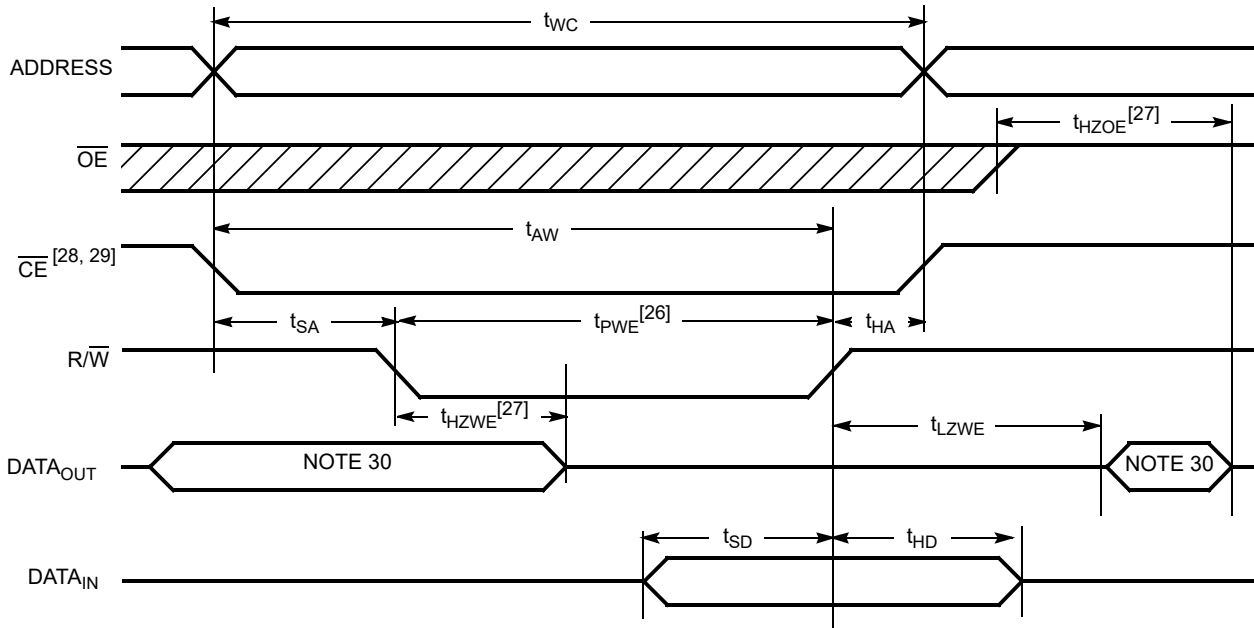 tWC
ADDRESS
tHZOE[27]
OE
tAW
CE [28, 29]
tSA
tPWE[26]
tHA
R/W
tHZWE[27]
tLZWE
DATAOUT
NOTE 30
NOTE 30
tSD
tHD
DATAIN